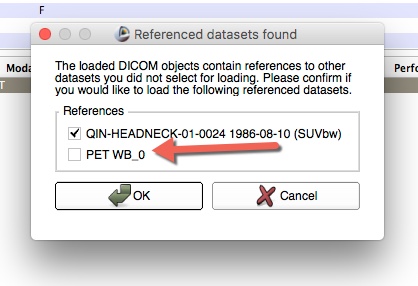 F
Referenced datasets found
Moda
Perfo
The loaded DICOM objects contain references to other
datasets you did not select for loading. Please confirm if
you would like to load the following referenced datasets.
T
References
QIN-HEADNECK-01-0024 1986-08-10 (SUVbw)
PET WB_0
OK
Cancel